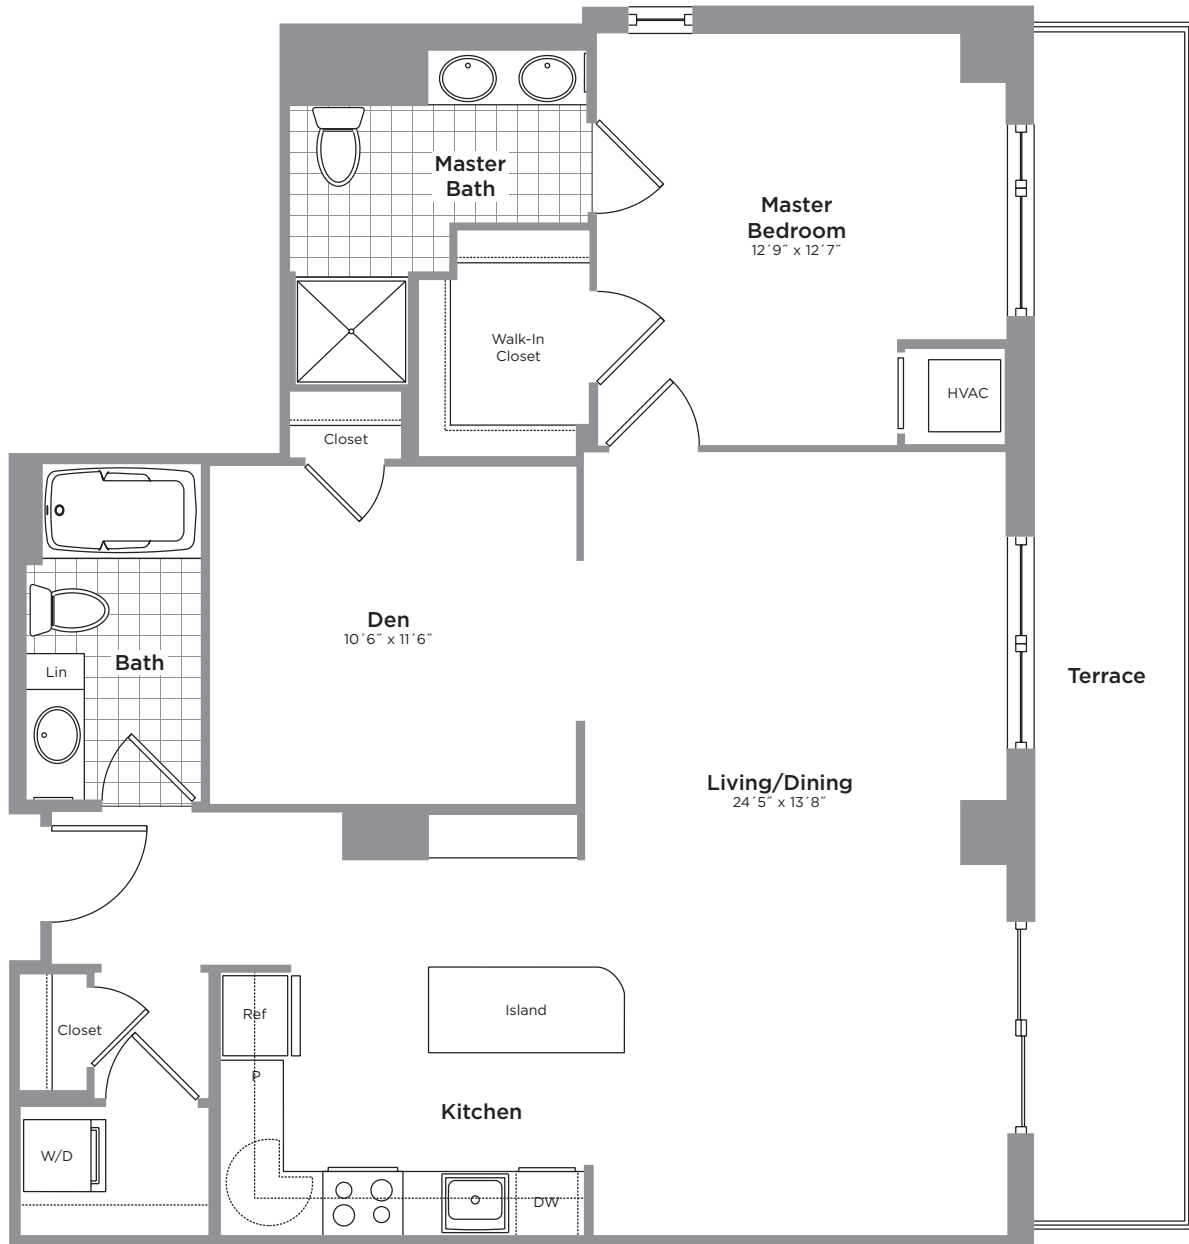 Master
Bath
Master
Bedroom
12´9˝ x 12´7˝
Walk-In
Closet
HVAC
Closet
Den
10´6˝ x 11´6˝
Bath
Lin
Terrace
Living/Dining
24´5˝ x 13´8˝
Island
Ref
Closet
P
Kitchen
W/D
DW